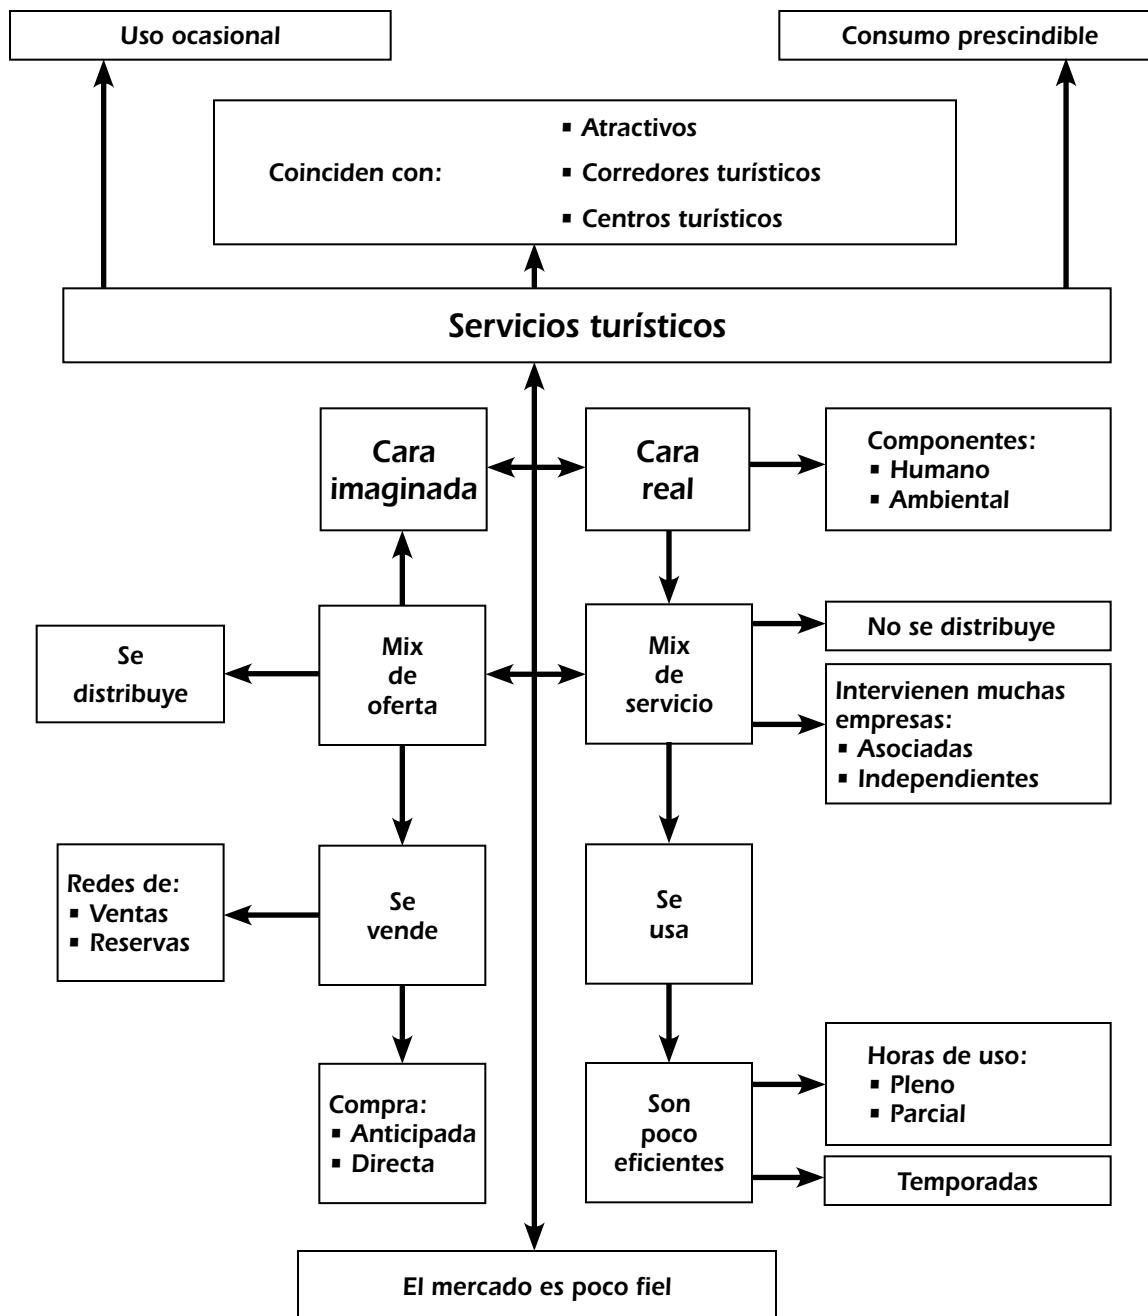 Uso ocasional
Consumo prescindible
Coinciden con:
▪ Atractivos
▪ Corredores turísticos
▪ Centros turísticos
Servicios turísticos
Cara
imaginada
Cara
real
Componentes:
▪ Humano
▪ Ambiental
Se
distribuye
Mix
de
oferta
Mix
de
servicio
No se distribuye
Intervienen muchas
empresas:
▪ Asociadas
▪ Independientes
Redes de:
▪ Ventas
▪ Reservas
Se
vende
Se
usa
Compra:
▪ Anticipada
▪ Directa
Son
poco
eficientes
Horas de uso:
▪ Pleno
▪ Parcial
Temporadas
El mercado es poco fiel